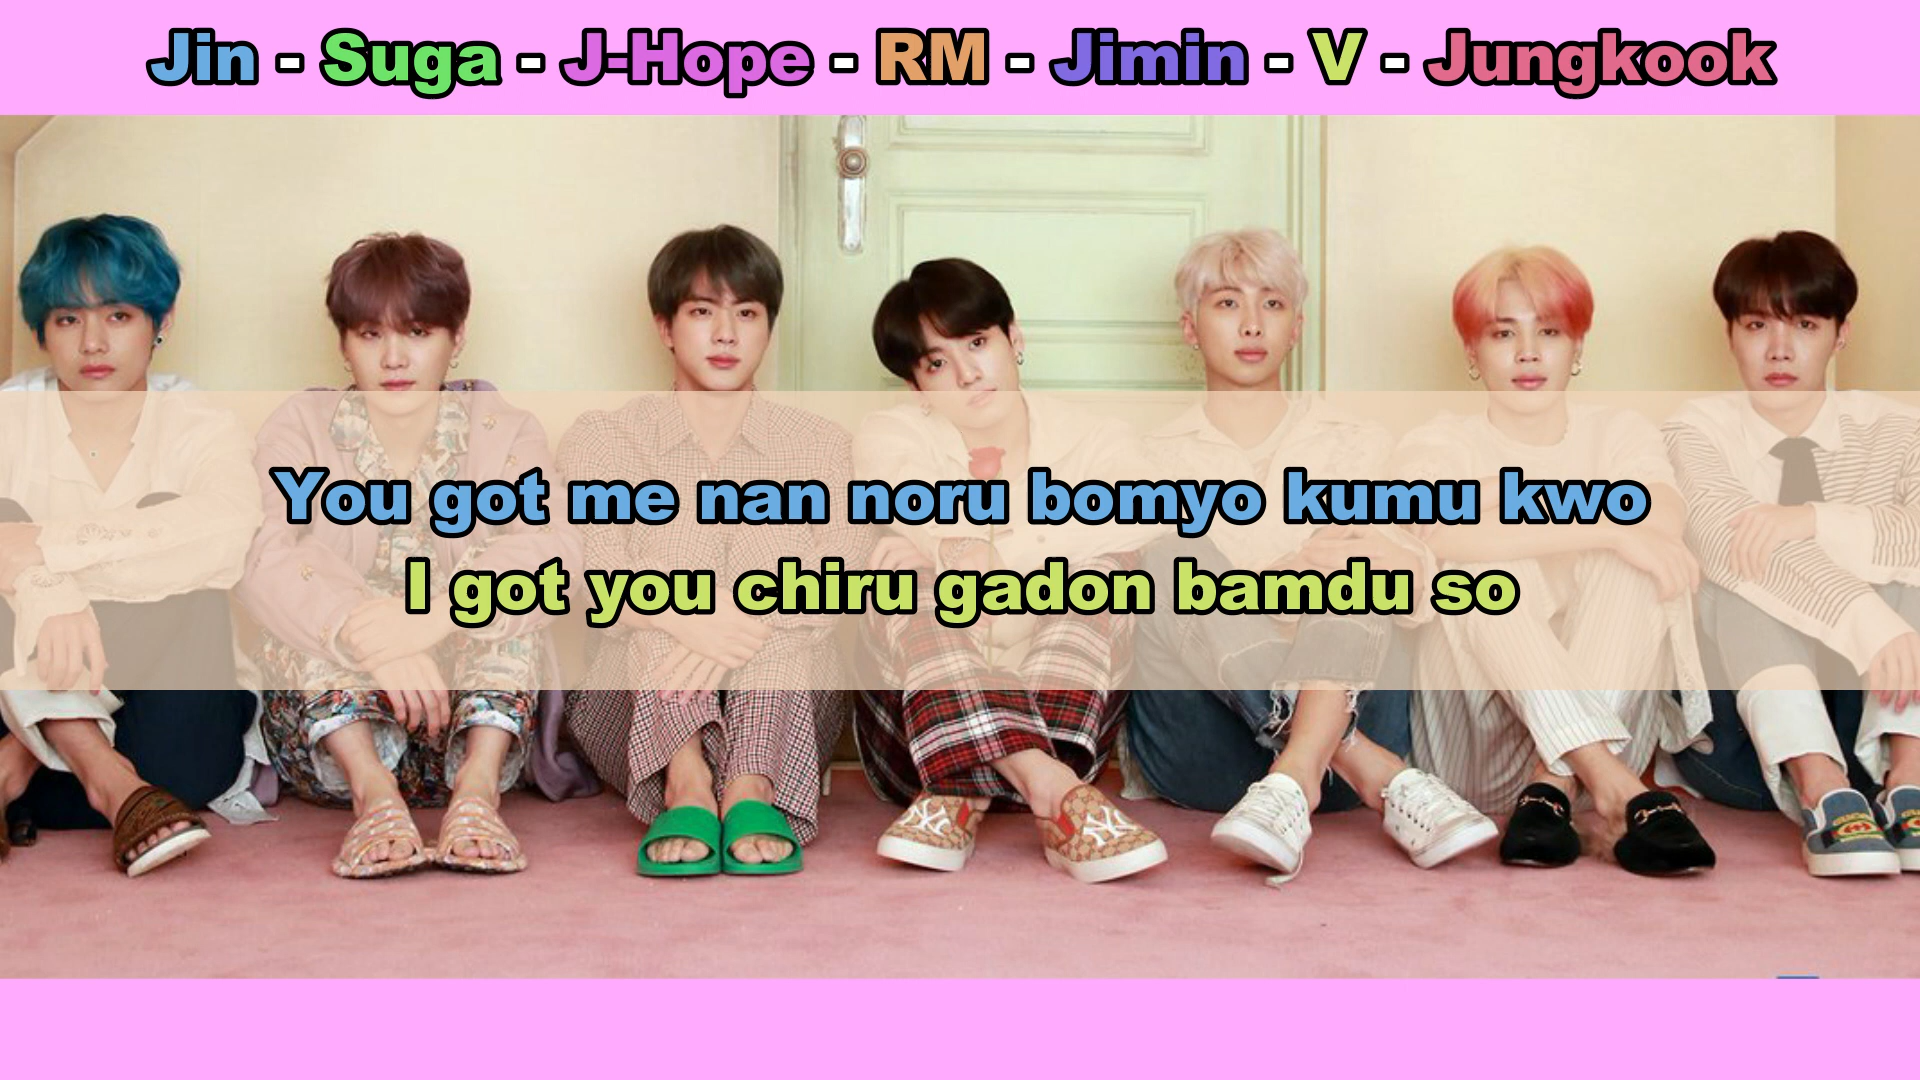 Jin - Suga - J-Hope - RM - Jimin - V - Jungkook
You got me nan noru bomyo kumu kwo
I got you chiru gadon bamdu so